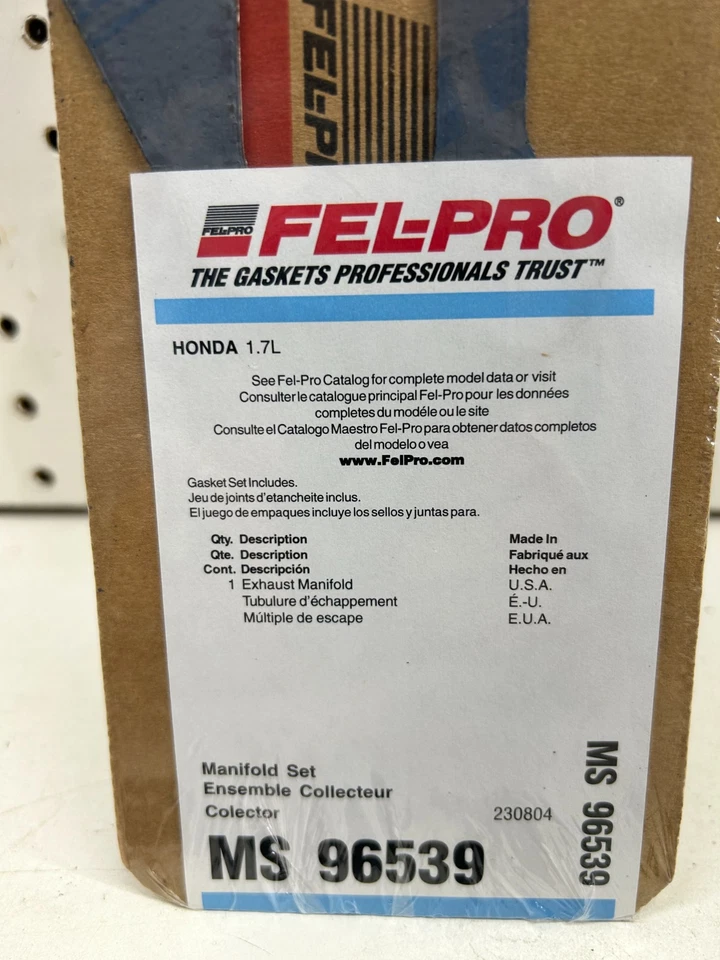 FEL-PRO
FEL-PRO
FEL-PRO®
THE GASKETS PROFESSIONALS TRUST™
HONDA 1.7L
See Fel-Pro Catalog for complete model data or visit
Consulter le catalogue principal Fel-Pro pour les données
completes du modéle ou le site
Consulte el Catalogo Maestro Fel-Pro para obtener datos completos
del modelo o vea
www.FelPro.com
Gasket Set Includes.
Jeu de joints d'etancheite inclus.
El juego de empaques incluye los sellos y juntas para.
Qty. Description Made In
Qte. Description Fabriqué aux
Cont. Descripción Hecho en
1 Exhaust Manifold U.S.A.
Tubulure d'échappement É.-U.
Múltiple de escape E.U.A.
Manifold Set
Ensemble Collecteur
Colector 230804
MS 96539
MS 96539